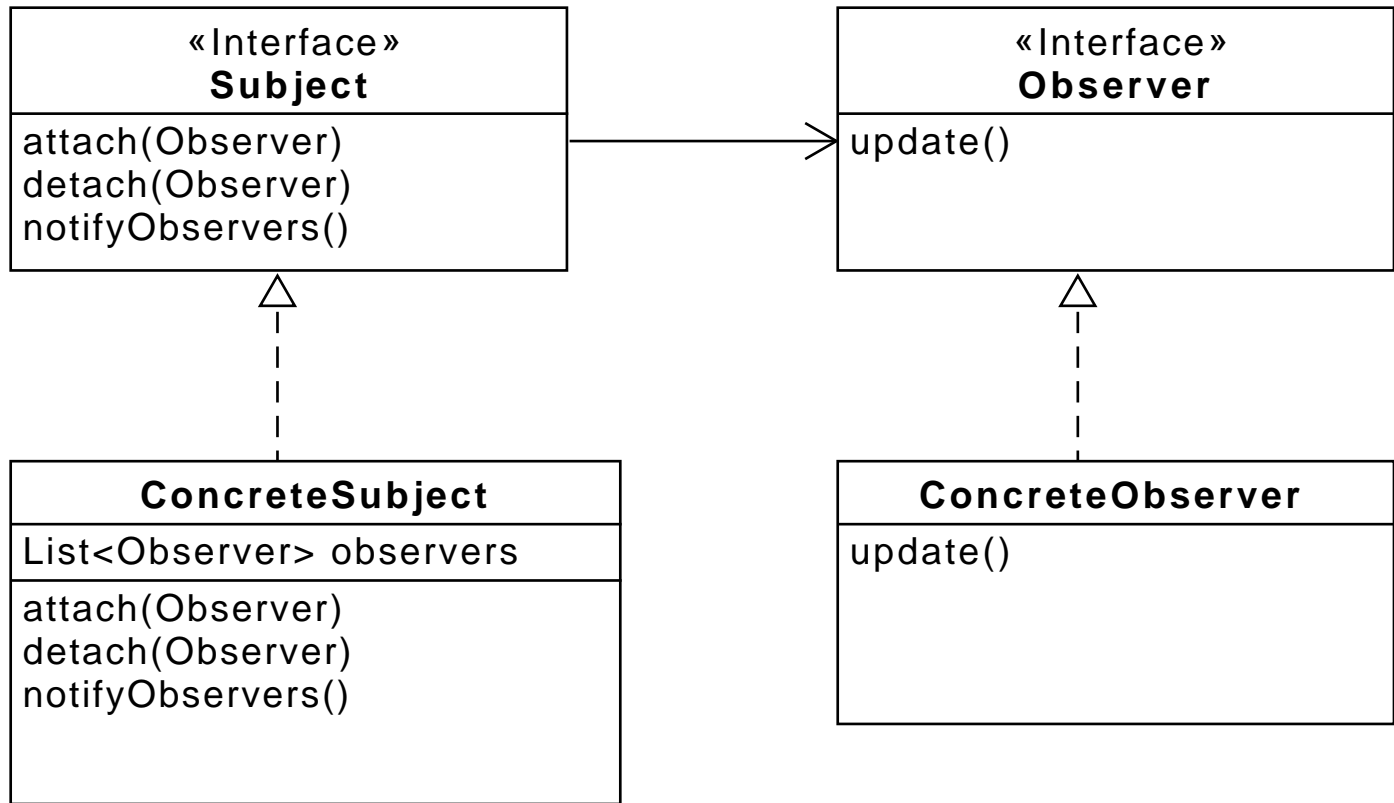 «Interface»
Subject
attach(Observer)
detach(Observer)
notifyObservers()
«Interface»
Observer
update()
ConcreteSubject
List<Observer> observers
attach(Observer)
detach(Observer)
notifyObservers()
ConcreteObserver
update()